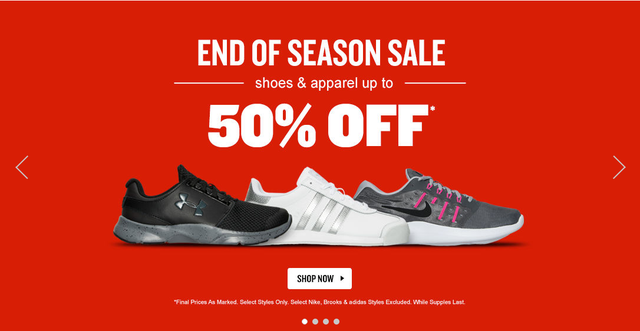 END OF SEASON SALE
shoes & apparel up to
50% OFF*
SHOP NOW
*Final Prices As Marked. Select Styles Only. Select Nike, Brooks & adidas Styles Excluded. While Supplies Last.